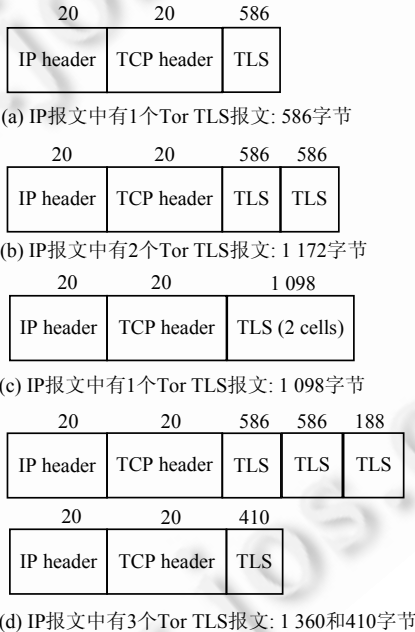 20 20 586
IP header TCP header TLS
(a) IP报文中有1个Tor TLS报文: 586字节
20 20 586 586
IP header TCP header TLS TLS
(b) IP报文中有2个Tor TLS报文: 1 172字节
20 20 1 098
IP header TCP header TLS (2 cells)
(c) IP报文中有1个Tor TLS报文: 1 098字节
20 20 586 586 188
IP header TCP header TLS TLS TLS
20 20 410
IP header TCP header TLS
(d) IP报文中有3个Tor TLS报文: 1 360和410字节